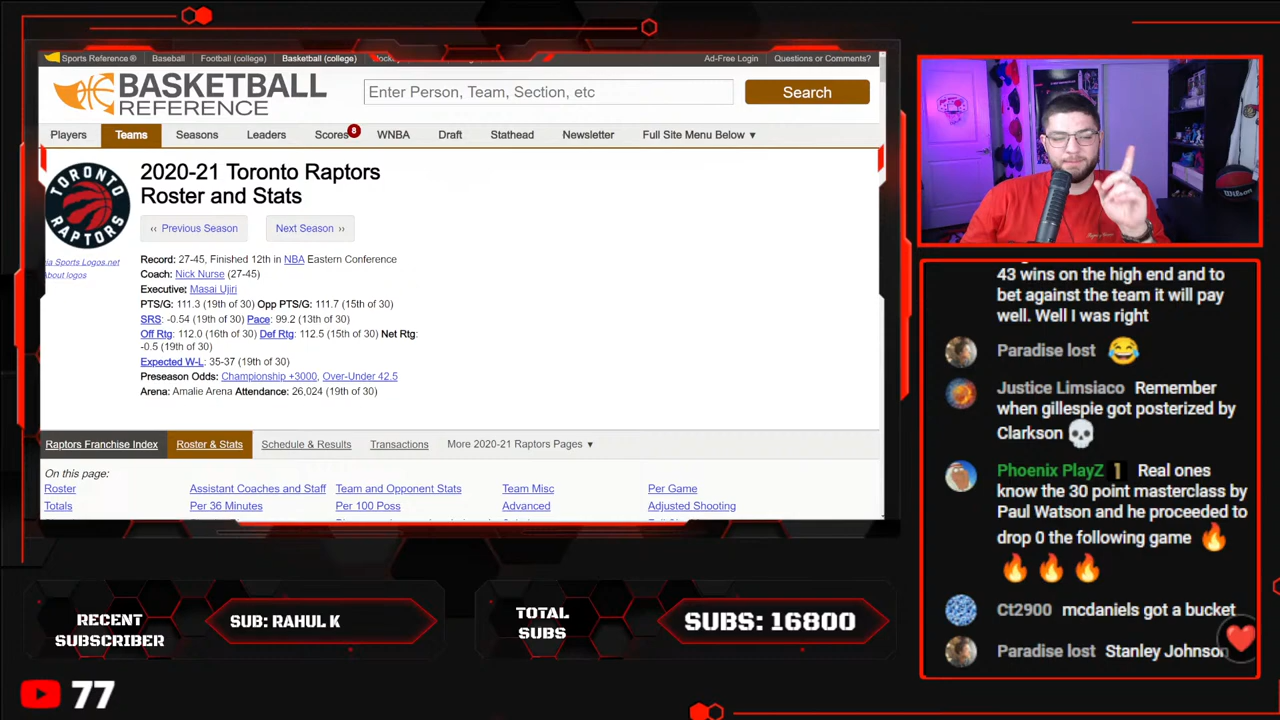 Sports Reference ® Baseball Football (college) Basketball (college) Ad-Free Login Questions or Comments?
BASKETBALL
REFERENCE
Enter Person, Team, Section, etc
Search
Players Teams Seasons Leaders Scores 8 WNBA Draft Stathead Newsletter Full Site Menu Below ▼
TORONTO
RAPTORS
via Sports Logos.net
About logos
2020-21 Toronto Raptors
Roster and Stats
‹‹ Previous Season Next Season ››
Record: 27-45, Finished 12th in NBA Eastern Conference
Coach: Nick Nurse (27-45)
Executive: Masai Ujiri
PTS/G: 111.3 (19th of 30) Opp PTS/G: 111.7 (15th of 30)
SRS: -0.54 (19th of 30) Pace: 99.2 (13th of 30)
Off Rtg: 112.0 (16th of 30) Def Rtg: 112.5 (15th of 30) Net Rtg:
-0.5 (19th of 30)
Expected W-L: 35-37 (19th of 30)
Preseason Odds: Championship +3000, Over-Under 42.5
Arena: Amalie Arena Attendance: 26,024 (19th of 30)
Raptors Franchise Index Roster & Stats Schedule & Results Transactions More 2020-21 Raptors Pages ▼
On this page:
Roster Assistant Coaches and Staff Team and Opponent Stats Team Misc Per Game
Totals Per 36 Minutes Per 100 Poss Advanced Adjusted Shooting
Wilson
43 wins on the high end and to
bet against the team it will pay
well. Well I was right
Paradise lost 😂
Justice Limsiaco Remember
when gillespie got posterized by
Clarkson 💀
Phoenix PlayZ 1 Real ones
know the 30 point masterclass by
Paul Watson and he proceeded to
drop 0 the following game 🔥
🔥 🔥 🔥
Ct2900 mcdaniels got a bucket
Paradise lost Stanley Johnson
RECENT
SUBSCRIBER
SUB: RAHUL K
TOTAL
SUBS
SUBS: 16800
77